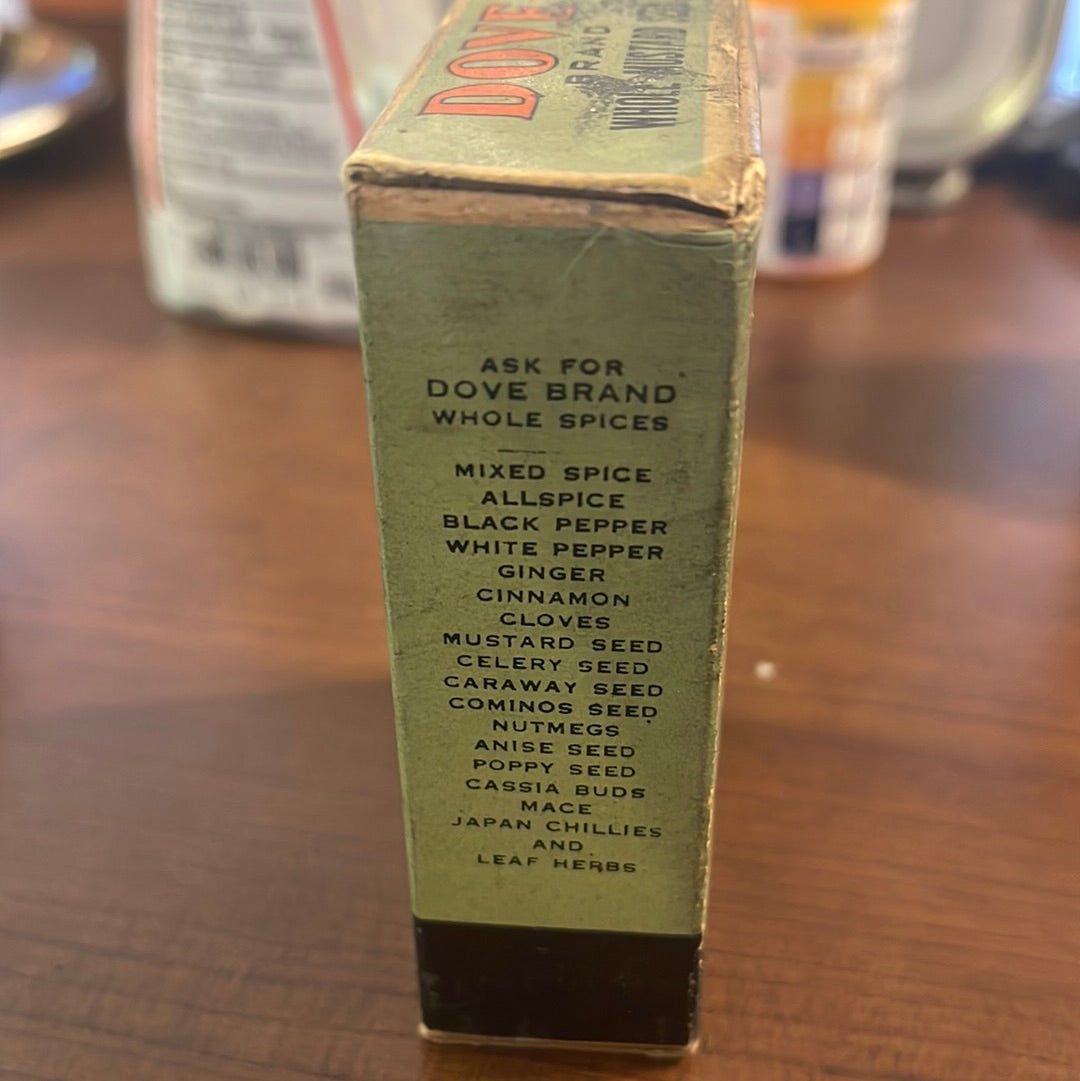 DOVE
BRAND
WHOLE MUSTARD
ASK FOR
DOVE BRAND
WHOLE SPICES
MIXED SPICE
ALLSPICE
BLACK PEPPER
WHITE PEPPER
GINGER
CINNAMON
CLOVES
MUSTARD SEED
CELERY SEED
CARAWAY SEED
COMINOS SEED
NUTMEGS
ANISE SEED
POPPY SEED
CASSIA BUDS
MACE
JAPAN CHILLIES
AND
LEAF HERBS